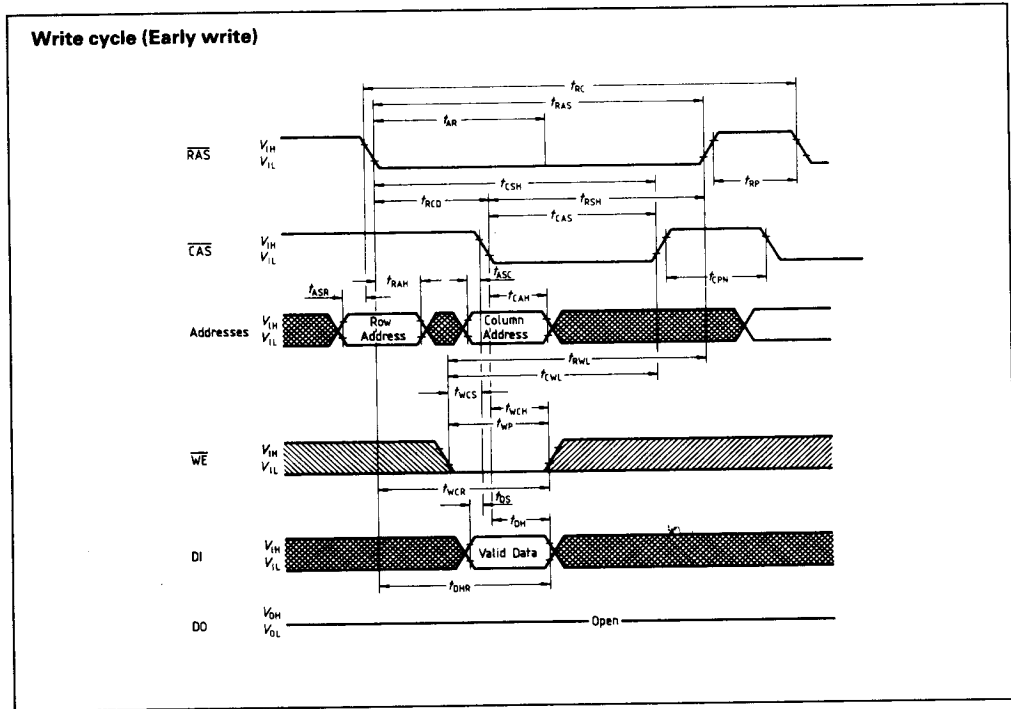 Write cycle (Early write)
tRC
tRAS
tAR
RAS
VIH
VIL
tRP
tCSH
tRCD
tRSH
tCAS
CAS
VIH
VIL
tASC
tRAH
tCPN
tASR
tCAH
Addresses
VIH
VIL
Row Address
Column Address
tRWL
tCWL
tWCS
tWCH
tWP
WE
VIH
VIL
tWCR
tDS
tDH
DI
VIH
VIL
Valid Data
tDHR
DO
VOH
VOL
Open